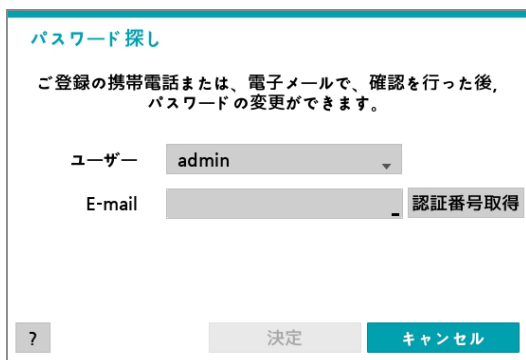 パスワード探し
ご登録の携帯電話または、電子メールで、確認を行った後,
パスワードの変更ができます。
ユーザー admin
E-mail 認証番号取得
? 決定 キャンセル